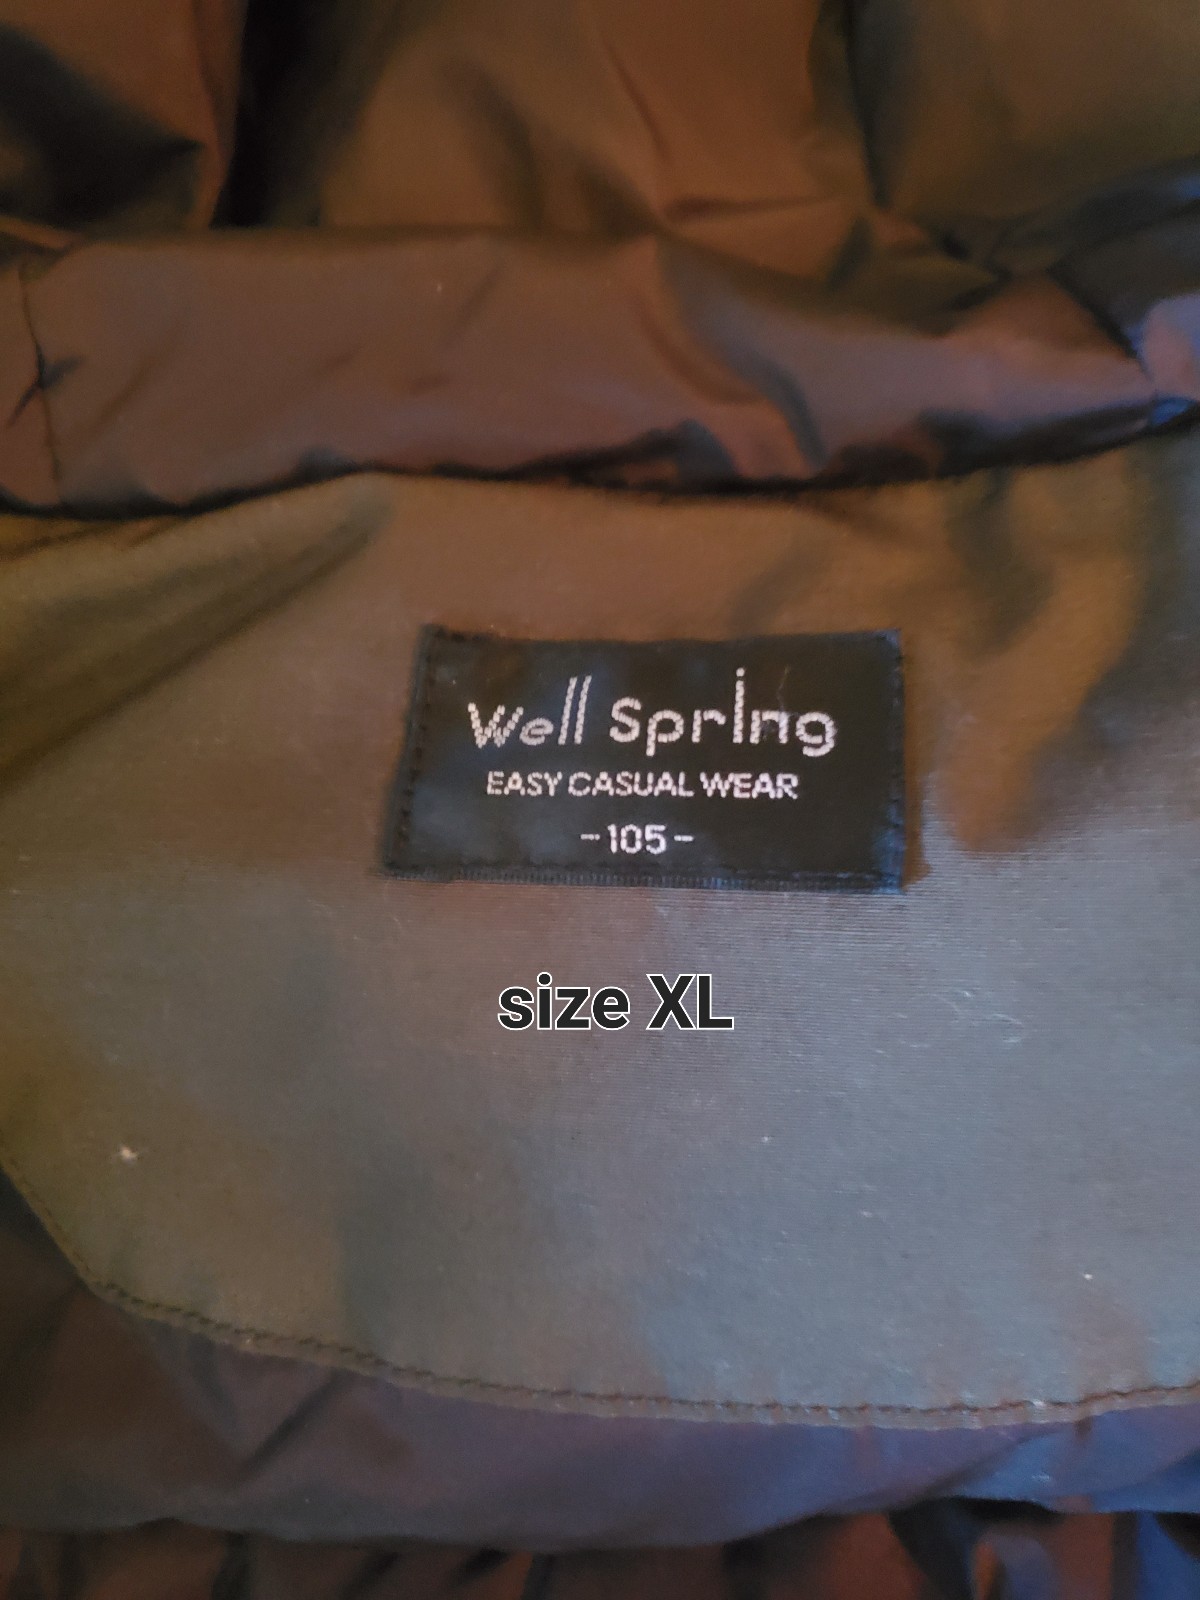 Well Spring
EASY CASUAL WEAR
-105-
size XL